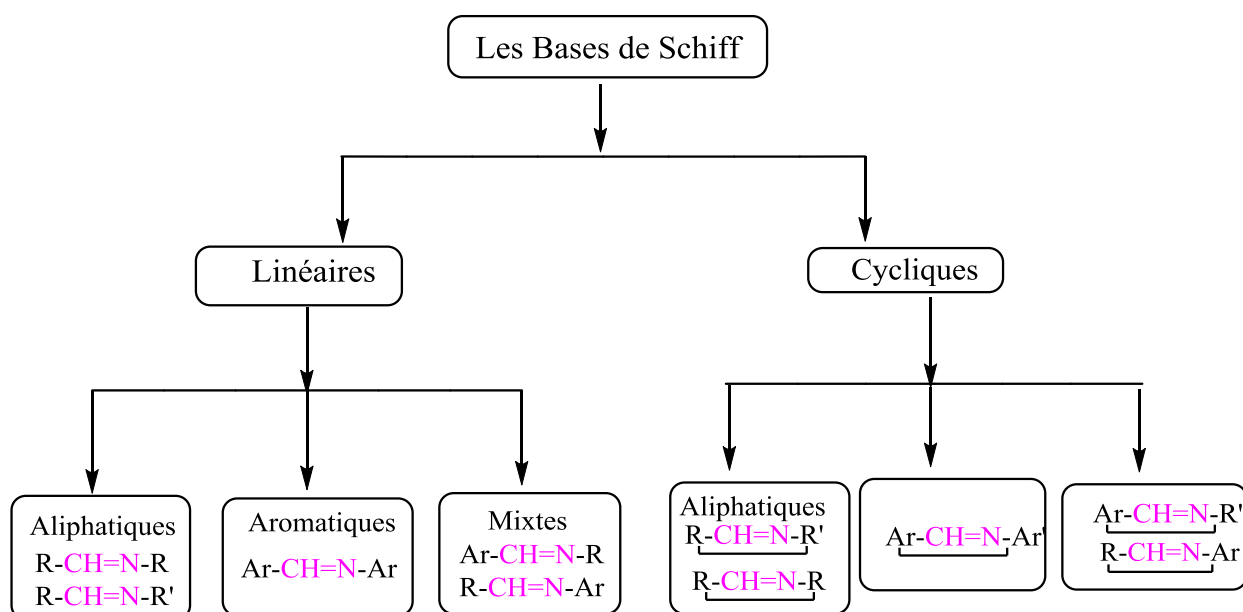 Les Bases de Schiff
Linéaires
Cycliques
Aliphatiques
R-CH=N-R
R-CH=N-R'
Aromatiques
Ar-CH=N-Ar
Mixtes
Ar-CH=N-R
R-CH=N-Ar
Aliphatiques
R-CH=N-R'
R-CH=N-R
Ar-CH=N-Ar'
Ar-CH=N-R'
R-CH=N-Ar